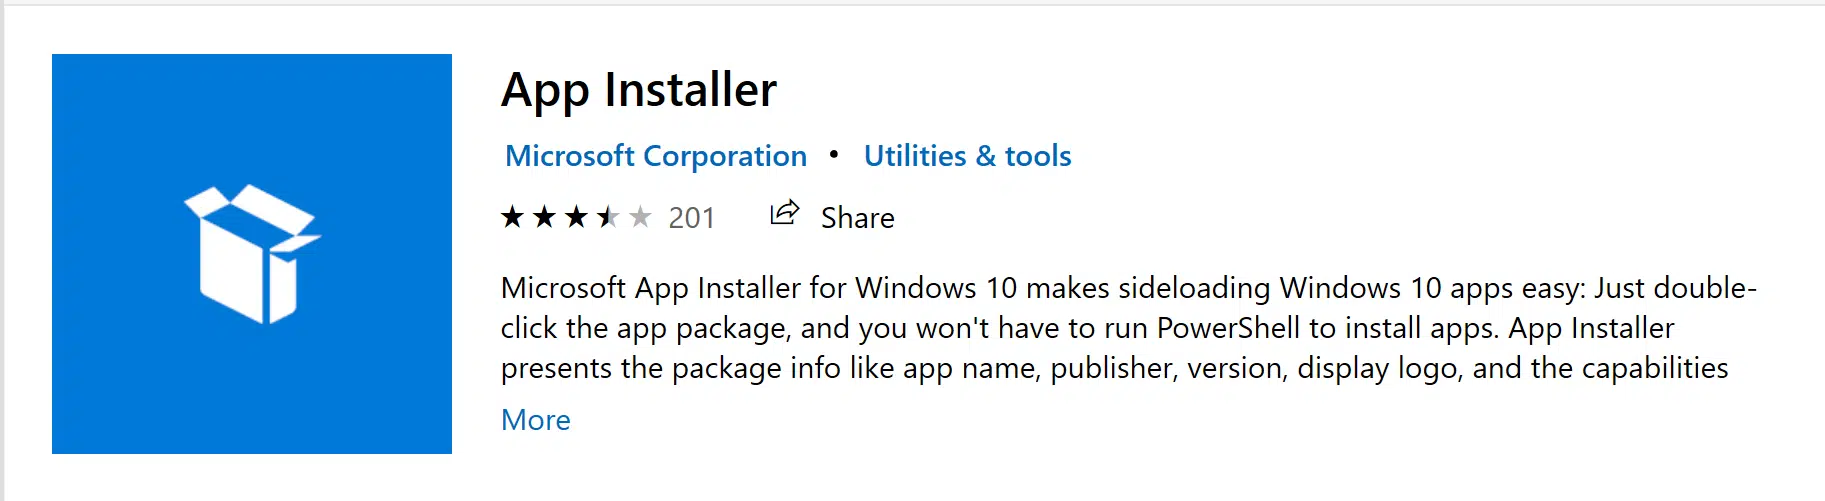 App Installer
Microsoft Corporation • Utilities & tools
201 Share
Microsoft App Installer for Windows 10 makes sideloading Windows 10 apps easy: Just double-
click the app package, and you won't have to run PowerShell to install apps. App Installer
presents the package info like app name, publisher, version, display logo, and the capabilities
More